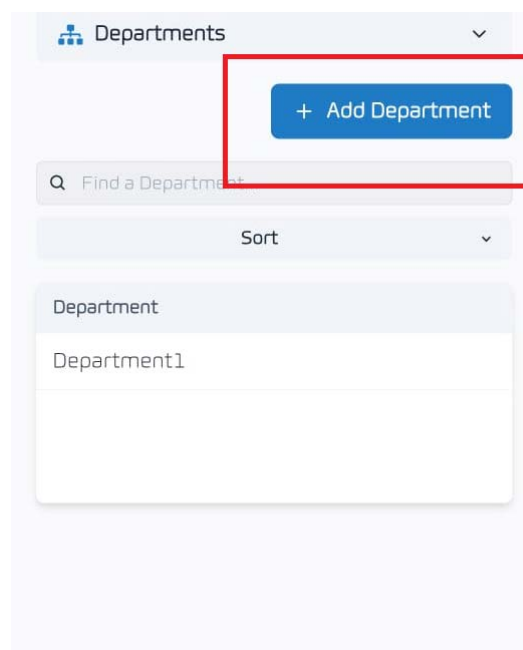 Departments
+ Add Department
Find a Department
Sort
Department
Department1